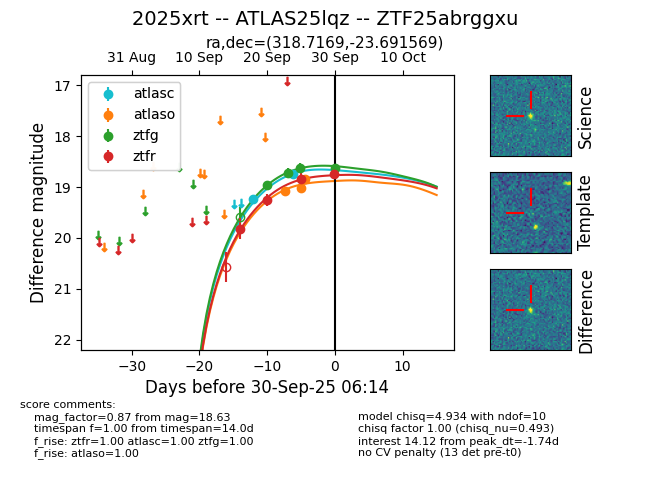 2025xrt -- ATLAS25lqz -- ZTF25abrggxu
ra,dec=(318.7169,-23.691569)
31 Aug 10 Sep 20 Sep 30 Sep 10 Oct
17
18
19
20
21
22
Difference magnitude
atlasc
atlaso
ztfg
ztfr
−30 −20 −10 0 10
Days before 30-Sep-25 06:14
Science
Template
Difference
score comments:
mag_factor=0.87 from mag=18.63
timespan f=1.00 from timespan=14.0d
f_rise: ztfr=1.00 atlasc=1.00 ztfg=1.00
f_rise: atlaso=1.00
model chisq=4.934 with ndof=10
chisq factor 1.00 (chisq_nu=0.493)
interest 14.12 from peak_dt=-1.74d
no CV penalty (13 det pre-t0)